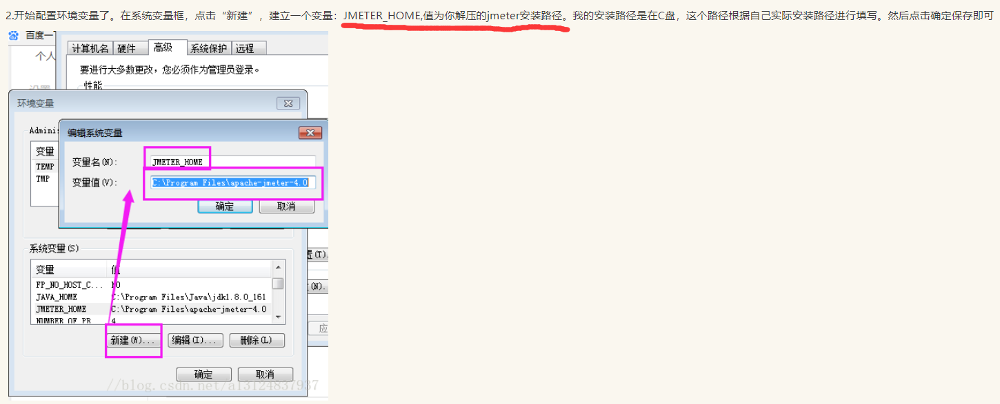 2.开始配置环境变量了。在系统变量框，点击“新建”，建立一个变量：JMETER_HOME,值为你解压的jmeter安装路径。我的安装路径是在C盘，这个路径根据自己实际安装路径进行填写。然后点击确定保存即可
百度一
个人
计算机名 硬件 高级 系统保护 远程
要进行大多数更改，您必须作为管理员登录。
性能
环境变量
Adminis
编辑系统变量
变量
变量名(N)： JMETER_HOME
TEMP
变量值(V)： C:\Program Files\apache-jmeter-4.0
TMP
确定 取消
系统变量(S)
置(T).
变量 值
FP_NO_HOST_C... NO
(N).
JAVA_HOME C:\Program Files\Java\jdk1.8.0_161
JMETER_HOME C:\Program Files\apache-jmeter-4.0
NUMBER_OF_PR 4
应
新建(W)... 编辑(I)... 删除(L)
确定 取消
//blog.csdn.net/a13124837937